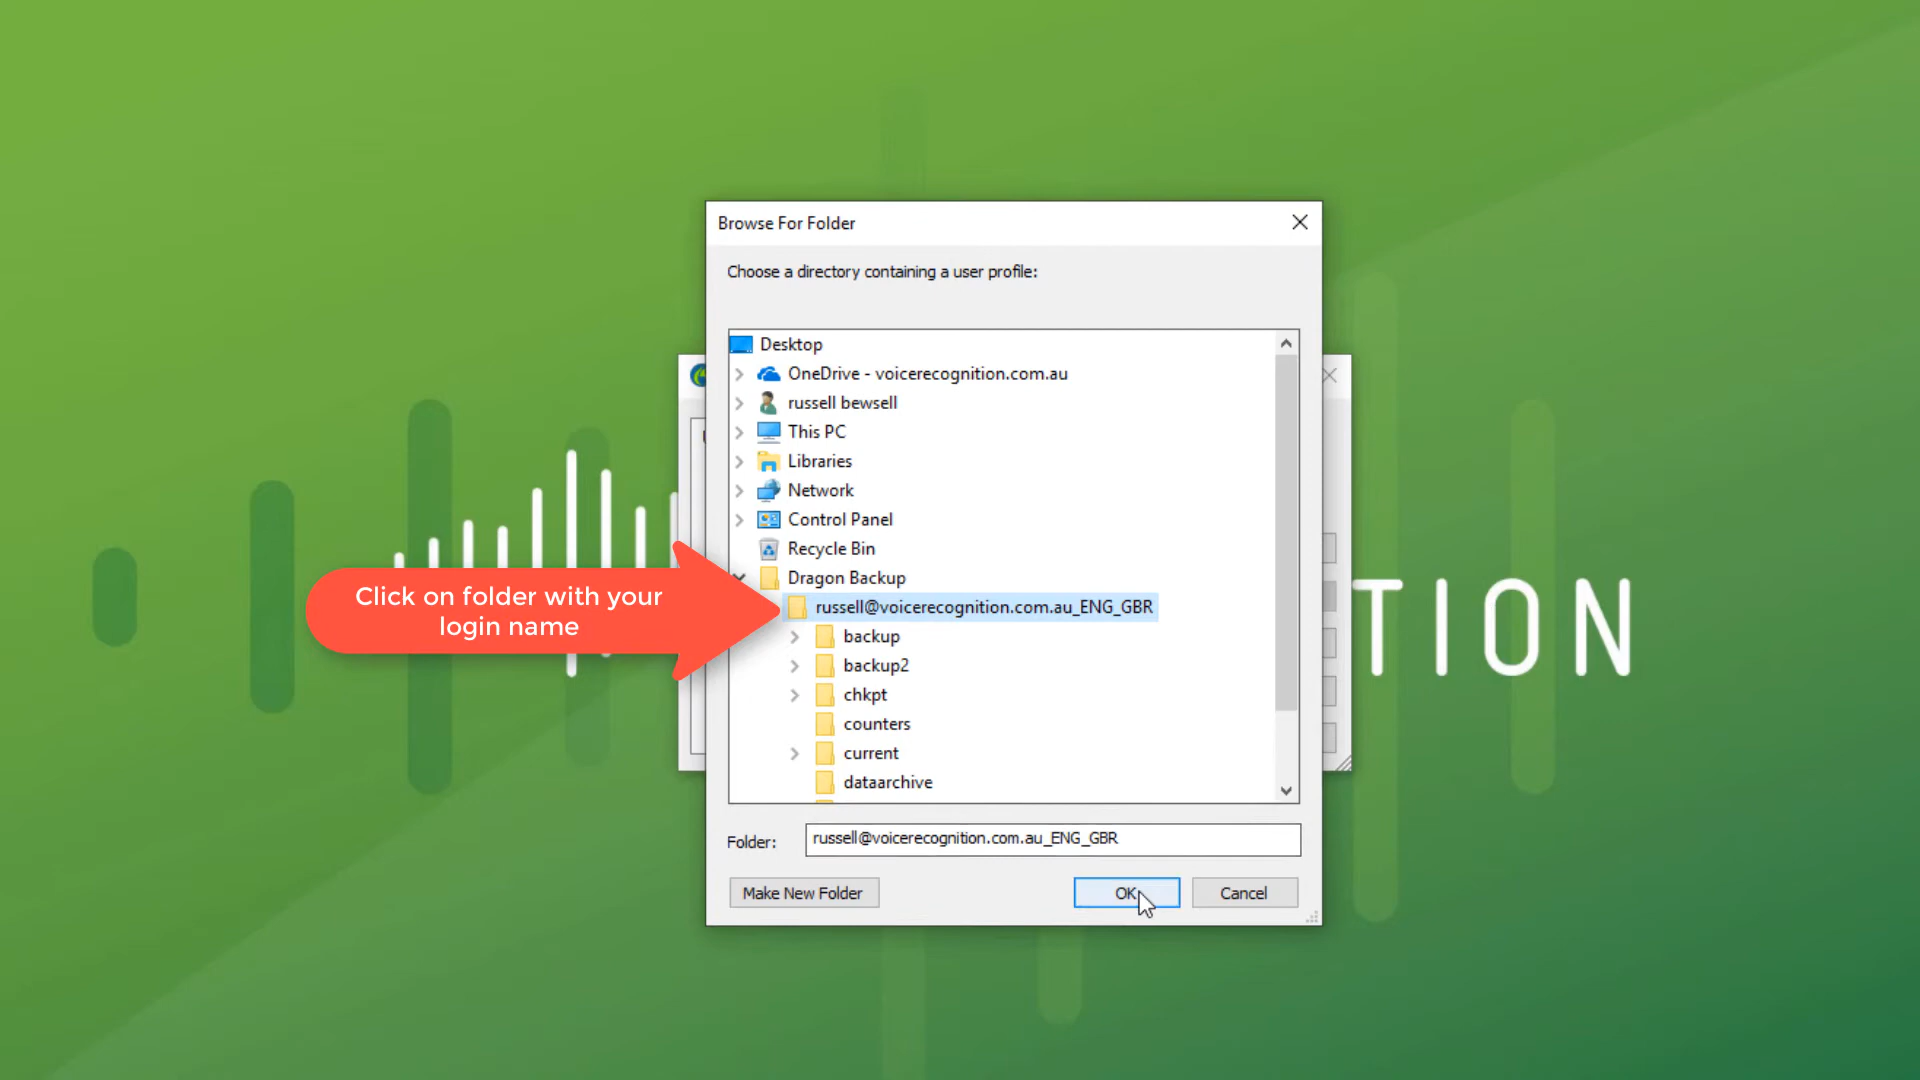 Browse For Folder
Choose a directory containing a user profile:
Desktop
OneDrive - voicerecognition.com.au
russell bewsell
This PC
Libraries
Network
Control Panel
Recycle Bin
Dragon Backup
Click on folder with your
login name
russell@voicerecognition.com.au_ENG_GBR
backup
backup2
chkpt
counters
current
dataarchive
TION
Folder: russell@voicerecognition.com.au_ENG_GBR
Make New Folder OK Cancel